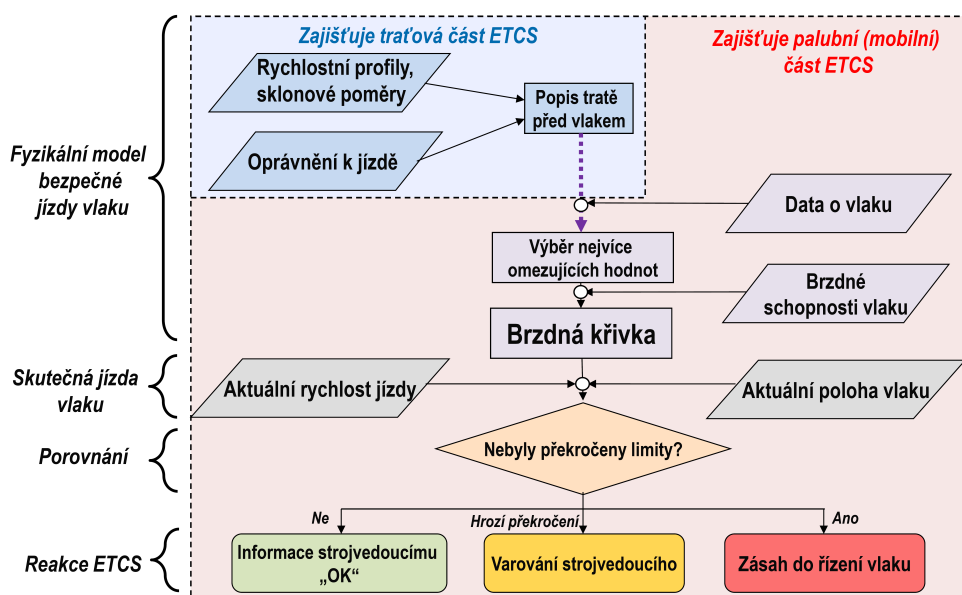 Zajišťuje traťová část ETCS
Zajišťuje palubní (mobilní)
část ETCS
Rychlostní profily,
sklonové poměry
Popis tratě
před vlakem
Oprávnění k jízdě
Fyzikální model
bezpečné
jízdy vlaku
Data o vlaku
Výběr nejvíce
omezujících hodnot
Brzdné
schopnosti vlaku
Brzdná křivka
Skutečná jízda
vlaku
Aktuální rychlost jízdy
Aktuální poloha vlaku
Porovnání
Nebyly překročeny limity?
Ne
Hrozí překročení
Ano
Reakce ETCS
Informace strojvedoucímu
„OK“
Varování strojvedoucího
Zásah do řízení vlaku